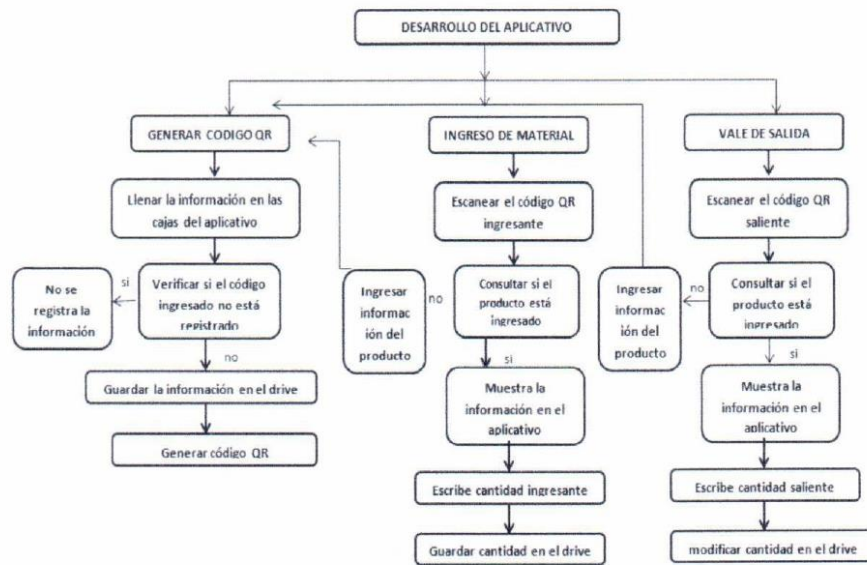 DESARROLLO DEL APLICATIVO
GENERAR CODIGO QR
INGRESO DE MATERIAL
VALE DE SALIDA
Llenar la información en las
cajas del aplicativo
Escanear el código QR
ingresante
Escanear el código QR
saliente
No se
registra la
información
si
Verificar si el código
ingresado no está
registrado
Ingresar
informac
ión del
producto
no
Consultar si el
producto está
ingresado
Ingresar
informac
ión del
producto
no
Consultar si el
producto está
ingresado
no
si
si
Guardar la información en el drive
Muestra la
información en el
aplicativo
Muestra la
información en el
aplicativo
Generar código QR
Escribe cantidad ingresante
Escribe cantidad saliente
Guardar cantidad en el drive
modificar cantidad en el drive